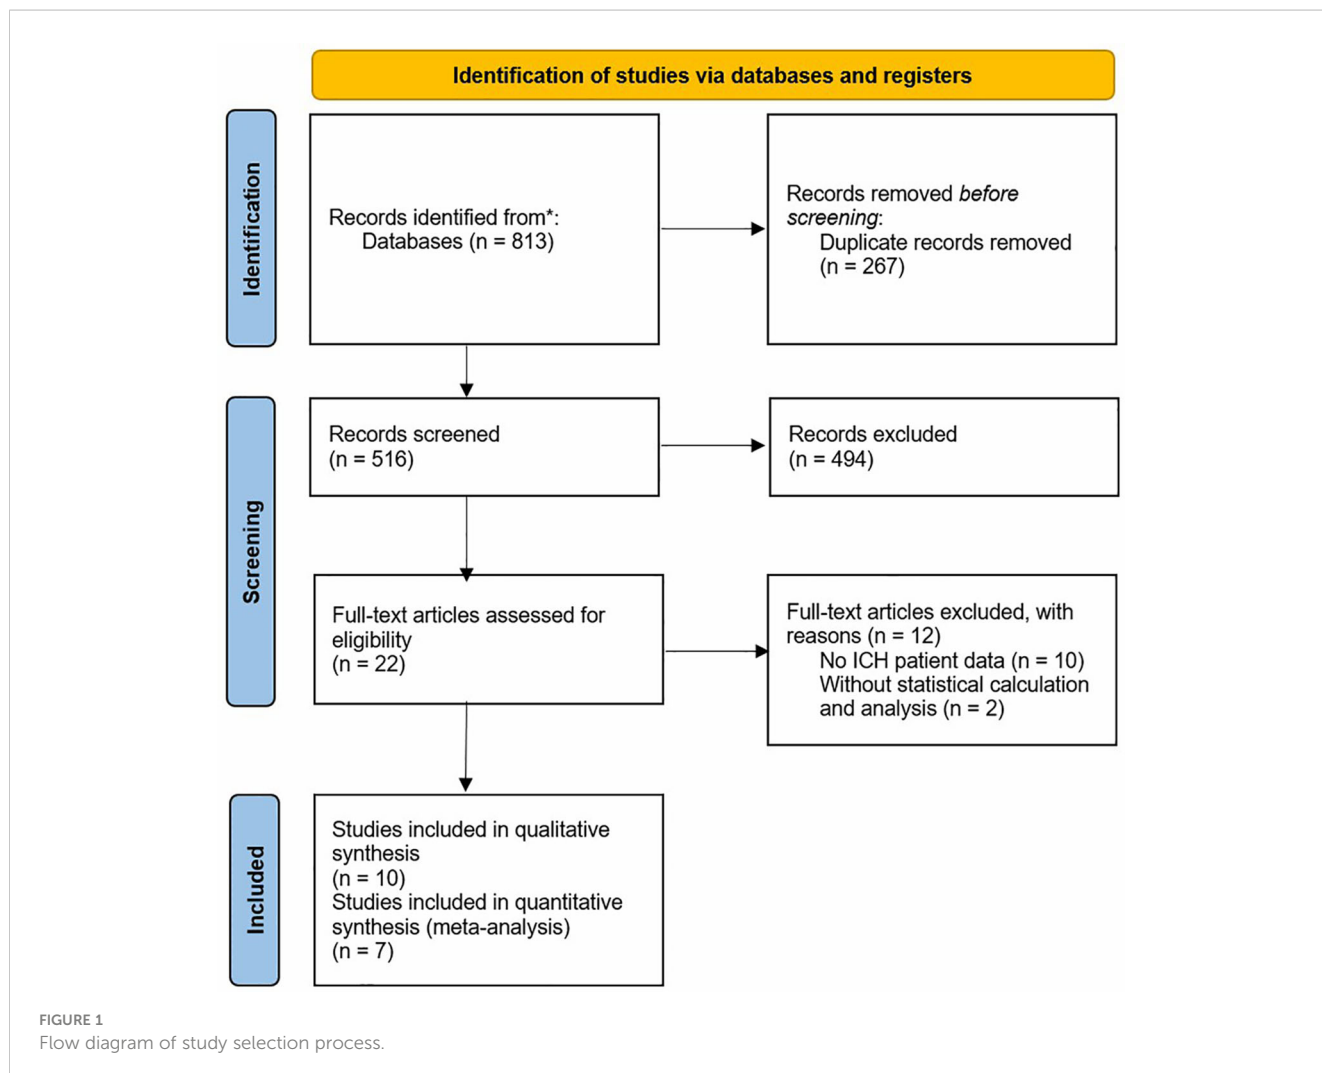 Identification of studies via databases and registers
Identification
Records identified from*:
Databases (n = 813)
Records removed before
screening:
Duplicate records removed
(n = 267)
Screening
Records screened
(n = 516)
Records excluded
(n = 494)
Full-text articles assessed for
eligibility
(n = 22)
Full-text articles excluded, with
reasons (n = 12)
No ICH patient data (n = 10)
Without statistical calculation
and analysis (n = 2)
Included
Studies included in qualitative
synthesis
(n = 10)
Studies included in quantitative
synthesis (meta-analysis)
(n = 7)
FIGURE 1
Flow diagram of study selection process.